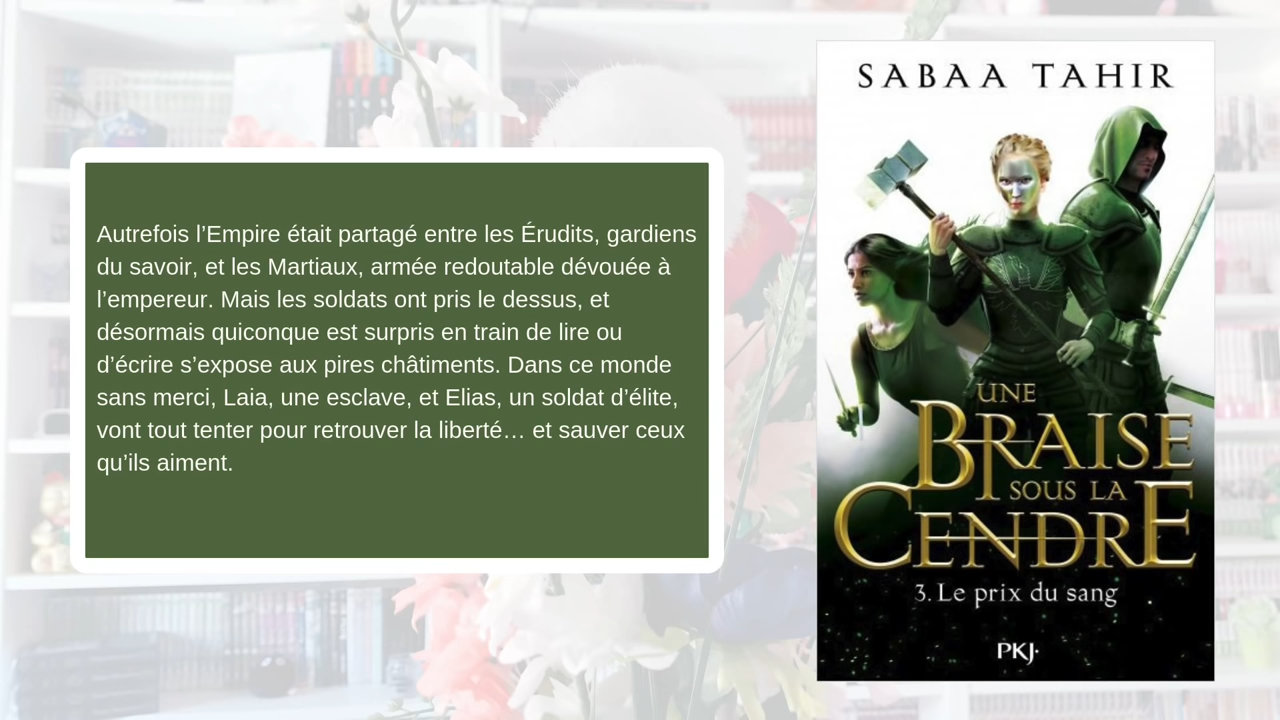 Autrefois l’Empire était partagé entre les Érudits, gardiens
du savoir, et les Martiaux, armée redoutable dévouée à
l’empereur. Mais les soldats ont pris le dessus, et
désormais quiconque est surpris en train de lire ou
d’écrire s’expose aux pires châtiments. Dans ce monde
sans merci, Laia, une esclave, et Elias, un soldat d’élite,
vont tout tenter pour retrouver la liberté… et sauver ceux
qu’ils aiment.
SABAA TAHIR
UNE
BRAISE
SOUS LA
CENDRE
3. Le prix du sang
PKJ·